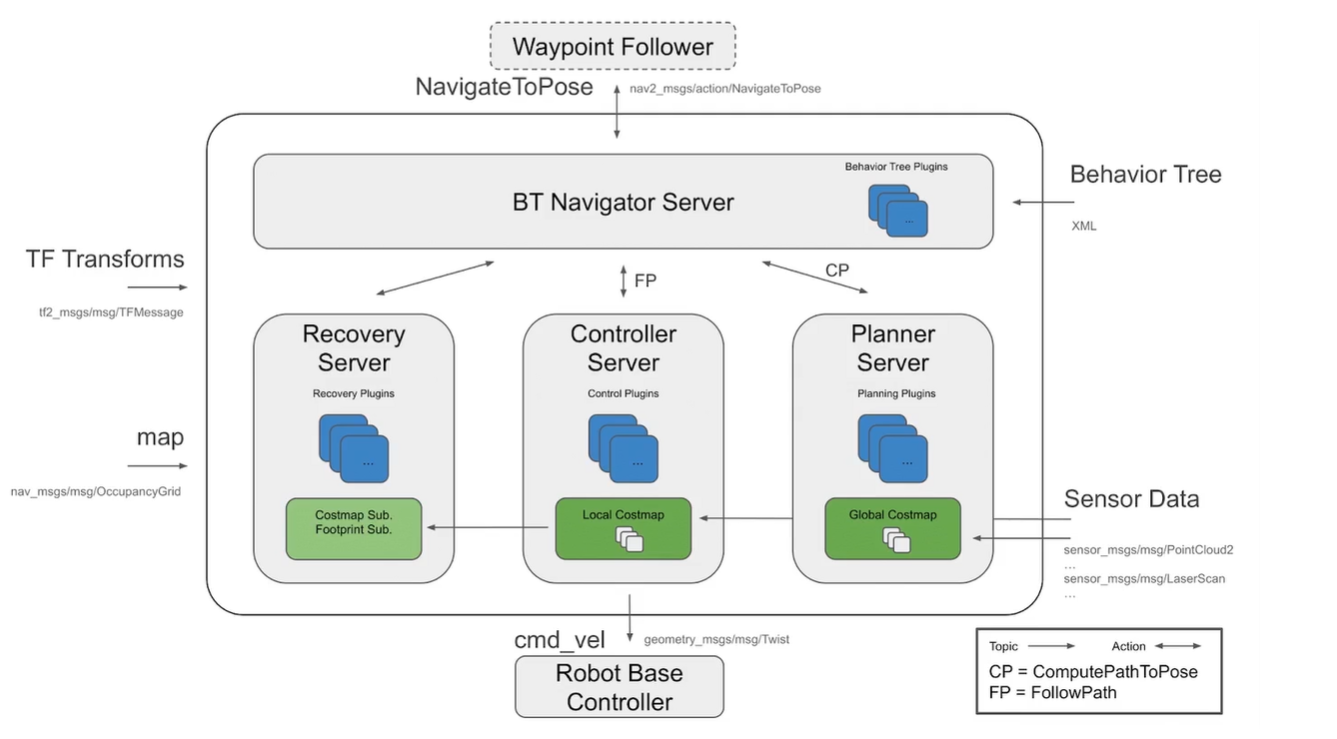 Waypoint Follower
NavigateToPose
nav2_msgs/action/NavigateToPose
Behavior Tree Plugins
BT Navigator Server
...
Behavior Tree
XML
TF Transforms
tf2_msgs/msg/TFMessage
FP
CP
Recovery
Server
Recovery Plugins
...
Costmap Sub.
Footprint Sub.
Controller
Server
Control Plugins
...
Local Costmap
Planner
Server
Planning Plugins
...
Global Costmap
map
nav_msgs/msg/OccupancyGrid
Sensor Data
sensor_msgs/msg/PointCloud2
...
sensor_msgs/msg/LaserScan
...
cmd_vel
geometry_msgs/msg/Twist
Robot Base
Controller
Topic
Action
CP = ComputePathToPose
FP = FollowPath